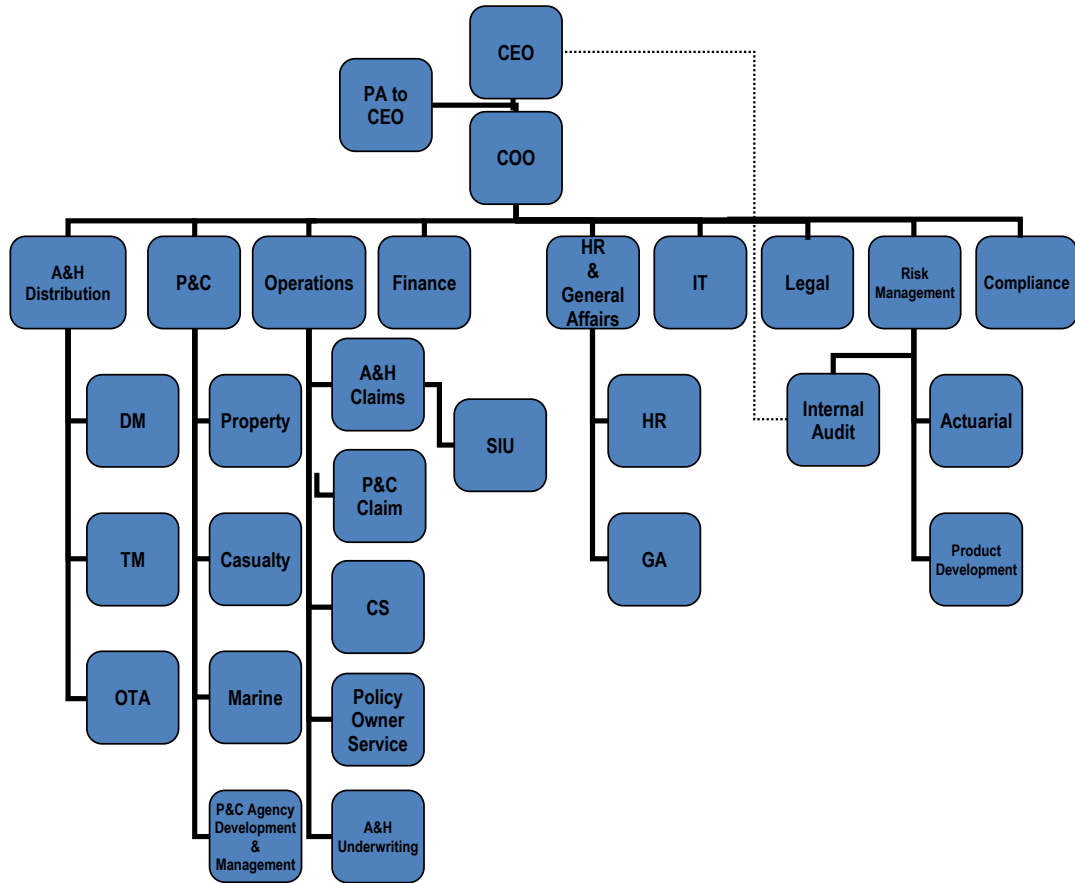 CEO
PA to
CEO
COO
A&H
Distribution
P&C
Operations
Finance
HR
&
General
Affairs
IT
Legal
Risk
Management
Compliance
DM
TM
OTA
Property
Casualty
Marine
P&C Agency
Development
&
Management
A&H
Claims
SIU
P&C
Claim
CS
Policy
Owner
Service
A&H
Underwriting
HR
GA
Internal
Audit
Actuarial
Product
Development